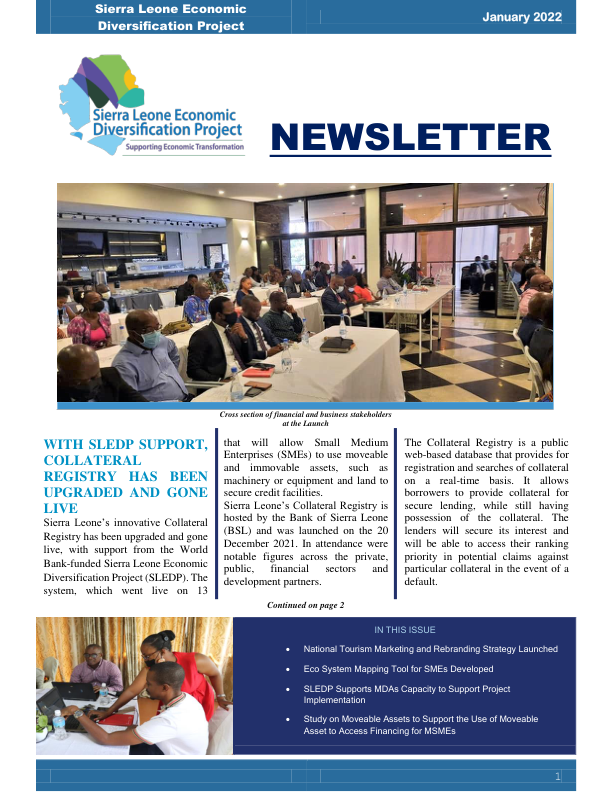 Sierra Leone Economic
Diversification Project
January 2022
Sierra Leone Economic
Diversification Project
Supporting Economic Transformation
NEWSLETTER
Cross section of financial and business stakeholders
at the Launch
WITH SLEDP SUPPORT,
COLLATERAL
REGISTRY HAS BEEN
UPGRADED AND GONE
LIVE
Sierra Leone’s innovative Collateral
Registry has been upgraded and gone
live, with support from the World
Bank-funded Sierra Leone Economic
Diversification Project (SLEDP). The
system, which went live on 13
that will allow Small Medium
Enterprises (SMEs) to use moveable
and immovable assets, such as
machinery or equipment and land to
secure credit facilities.
Sierra Leone’s Collateral Registry is
hosted by the Bank of Sierra Leone
(BSL) and was launched on the 20
December 2021. In attendance were
notable figures across the private,
public, financial sectors and
development partners.
The Collateral Registry is a public
web-based database that provides for
registration and searches of collateral
on a real-time basis. It allows
borrowers to provide collateral for
secure lending, while still having
possession of the collateral. The
lenders will secure its interest and
will be able to access their ranking
priority in potential claims against
particular collateral in the event of a
default.
Continued on page 2
IN THIS ISSUE
• National Tourism Marketing and Rebranding Strategy Launched
• Eco System Mapping Tool for SMEs Developed
• SLEDP Supports MDAs Capacity to Support Project
Implementation
• Study on Moveable Assets to Support the Use of Moveable
Asset to Access Financing for MSMEs
1